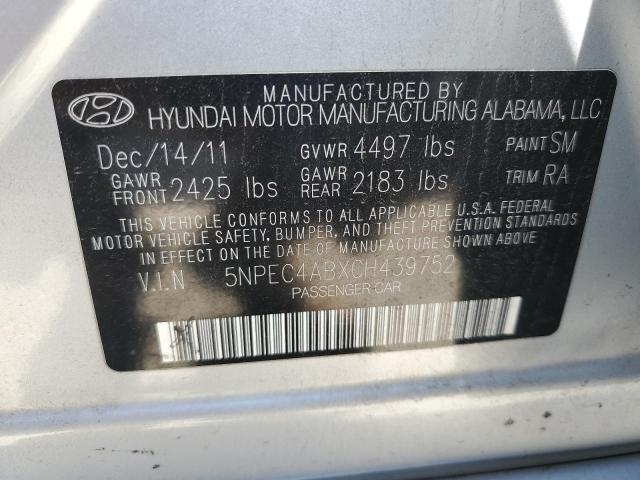 MANUFACTURED BY
HYUNDAI MOTOR MANUFACTURING ALABAMA, LLC
Dec/14/11 GVWR 4497 lbs PAINT SM
GAWR FRONT 2425 lbs GAWR REAR 2183 lbs TRIM RA
THIS VEHICLE CONFORMS TO ALL APPLICABLE U.S.A. FEDERAL
MOTOR VEHICLE SAFETY, BUMPER, AND THEFT PREVENTION STANDARDS
IN EFFECT ON THE DATE OF MANUFACTURE SHOWN ABOVE
V.I.N 5NPEC4ABXCH439752
PASSENGER CAR